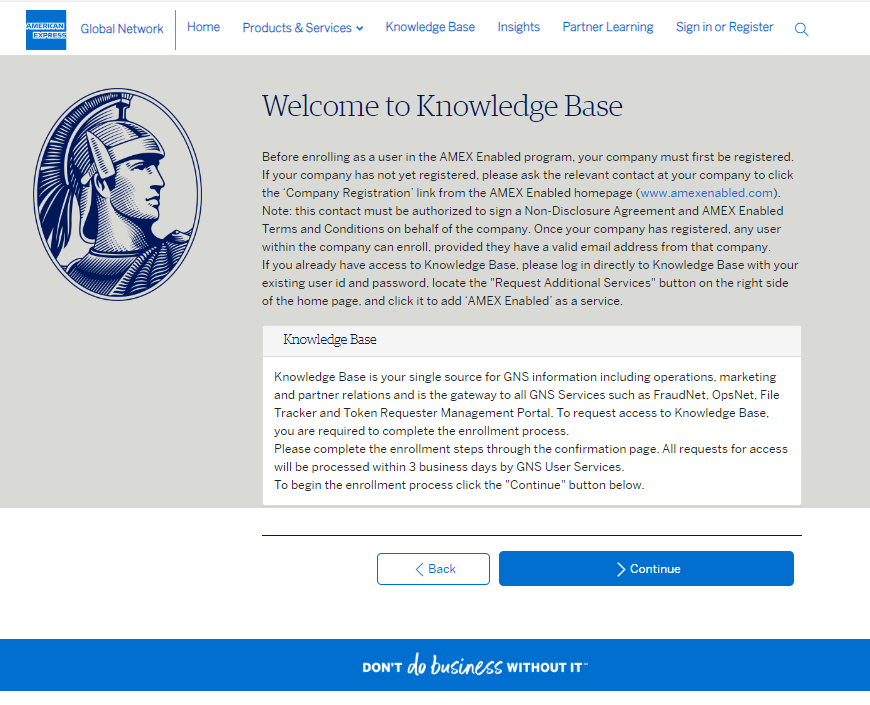 AMERICAN
EXPRESS
Global Network
Home
Products & Services
Knowledge Base
Insights
Partner Learning
Sign in or Register
Welcome to Knowledge Base
Before enrolling as a user in the AMEX Enabled program, your company must first be registered.
If your company has not yet registered, please ask the relevant contact at your company to click
the 'Company Registration' link from the AMEX Enabled homepage (www.amexenabled.com).
Note: this contact must be authorized to sign a Non-Disclosure Agreement and AMEX Enabled
Terms and Conditions on behalf of the company. Once your company has registered, any user
within the company can enroll, provided they have a valid email address from that company.
If you already have access to Knowledge Base, please log in directly to Knowledge Base with your
existing user id and password, locate the "Request Additional Services" button on the right side
of the home page, and click it to add 'AMEX Enabled' as a service.
Knowledge Base
Knowledge Base is your single source for GNS information including operations, marketing
and partner relations and is the gateway to all GNS Services such as FraudNet, OpsNet, File
Tracker and Token Requester Management Portal. To request access to Knowledge Base,
you are required to complete the enrollment process.
Please complete the enrollment steps through the confirmation page. All requests for access
will be processed within 3 business days by GNS User Services.
To begin the enrollment process click the "Continue" button below.
Back
Continue
DON'T do business WITHOUT IT℠